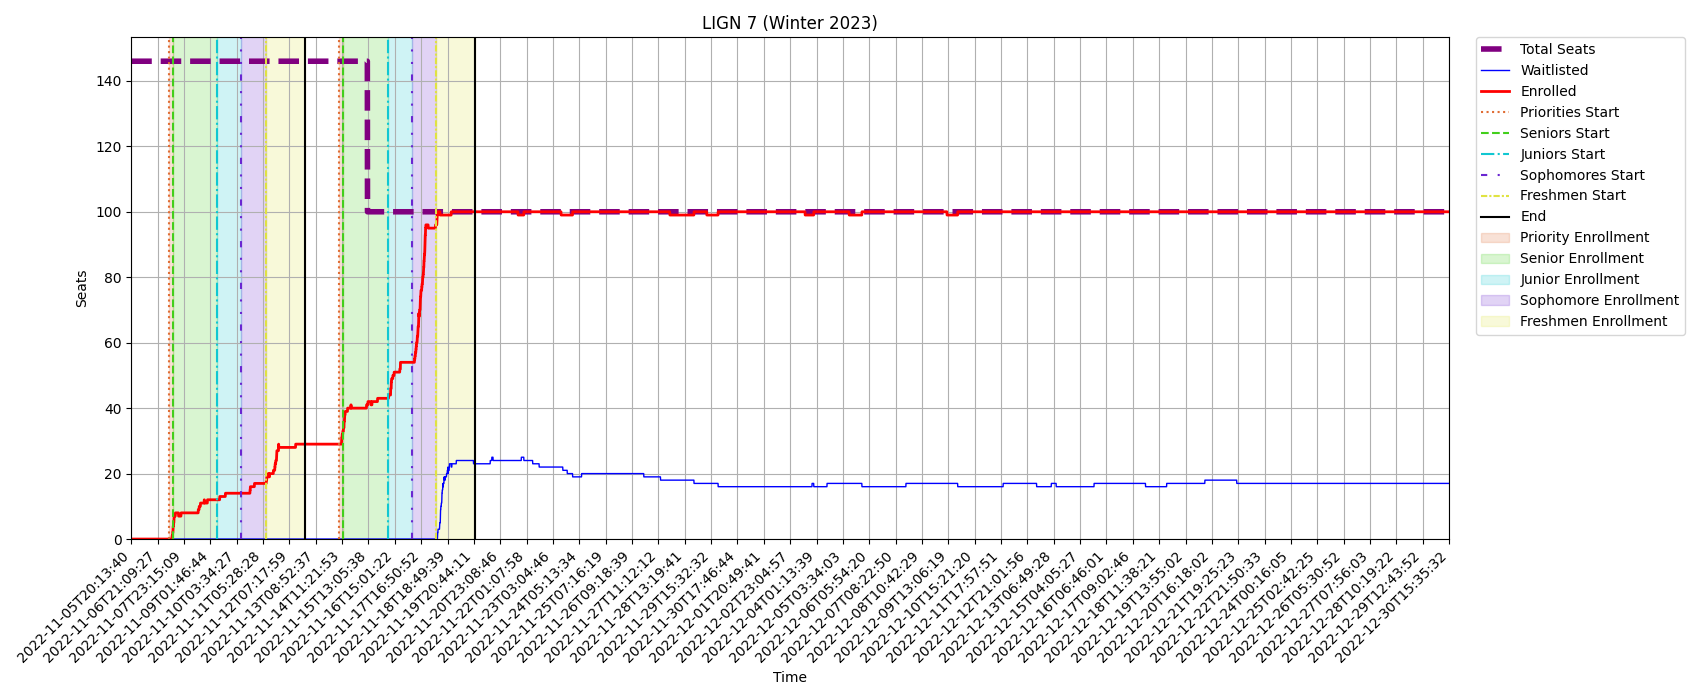 LIGN 7 (Winter 2023)
Seats
140
120
100
80
60
40
20
0
2022-11-05T20:13:40
2022-11-06T21:09:27
2022-11-07T23:15:09
2022-11-09T01:46:44
2022-11-10T03:34:27
2022-11-11T05:28:28
2022-11-12T07:17:59
2022-11-13T08:52:37
2022-11-14T11:21:53
2022-11-15T13:05:38
2022-11-16T15:01:22
2022-11-17T16:50:52
2022-11-18T18:49:39
2022-11-19T20:44:11
2022-11-20T23:08:46
2022-11-22T01:07:58
2022-11-23T03:04:46
2022-11-24T05:13:34
2022-11-25T07:16:19
2022-11-26T09:18:39
2022-11-27T11:12:12
2022-11-28T13:19:41
2022-11-29T15:32:32
2022-11-30T17:46:44
2022-12-01T20:49:41
2022-12-02T23:04:57
2022-12-04T01:13:39
2022-12-05T03:34:03
2022-12-06T05:54:20
2022-12-07T08:22:50
2022-12-08T10:42:29
2022-12-09T13:06:19
2022-12-10T15:21:20
2022-12-11T17:57:51
2022-12-12T21:01:56
2022-12-13T06:49:28
2022-12-15T04:05:27
2022-12-16T06:46:01
2022-12-17T09:02:46
2022-12-18T11:38:21
2022-12-19T13:55:02
2022-12-20T16:18:02
2022-12-21T19:25:23
2022-12-22T21:50:33
2022-12-24T00:16:05
2022-12-25T02:42:25
2022-12-26T05:30:52
2022-12-27T07:56:03
2022-12-28T10:19:22
2022-12-29T12:43:52
2022-12-30T15:35:32
Time
Total Seats
Waitlisted
Enrolled
Priorities Start
Seniors Start
Juniors Start
Sophomores Start
Freshmen Start
End
Priority Enrollment
Senior Enrollment
Junior Enrollment
Sophomore Enrollment
Freshmen Enrollment